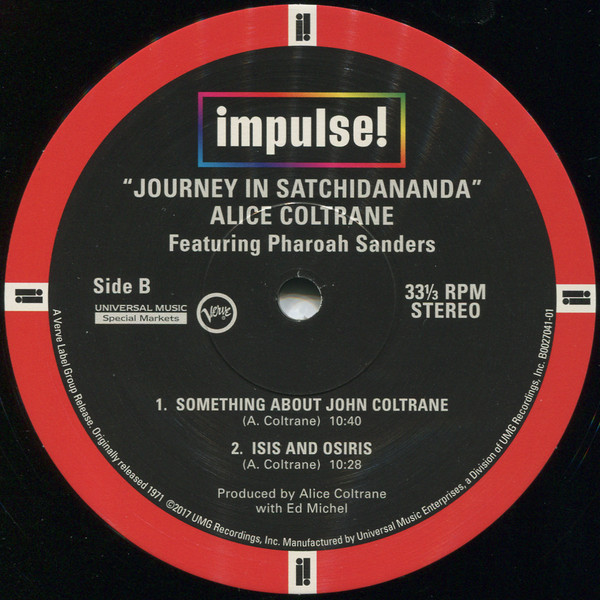 i!
impulse!
“JOURNEY IN SATCHIDANANDA”
ALICE COLTRANE
Featuring Pharoah Sanders
Side B
UNIVERSAL MUSIC
Special Markets
Verve
33⅓ RPM
STEREO
i!
i!
1. SOMETHING ABOUT JOHN COLTRANE
(A. Coltrane) 10:40
2. ISIS AND OSIRIS
(A. Coltrane) 10:28
Produced by Alice Coltrane
with Ed Michel
A Verve Label Group Release. Originally released 1971 ©2017 UMG Recordings, Inc. Manufactured by Universal Music Enterprises, a Division of UMG Recordings, Inc. B0027041-01
i!